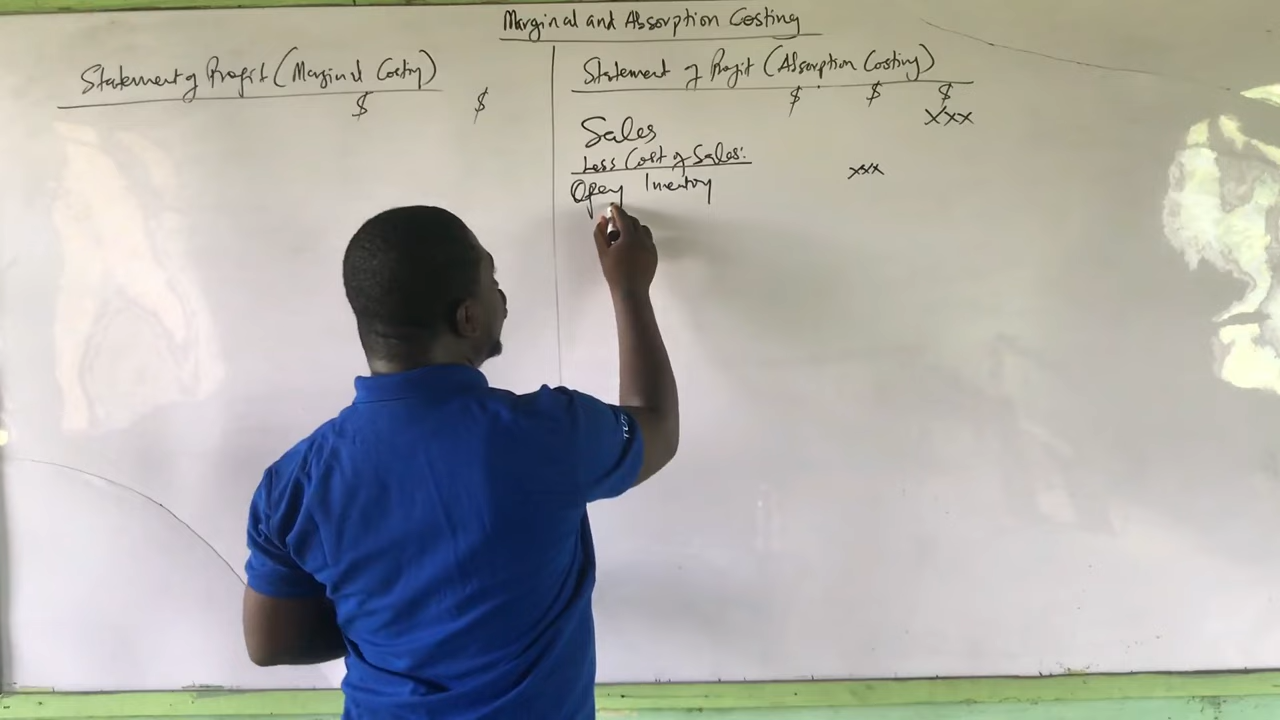 Marginal and Absorption Costing
Statement of Profit (Marginal Costing)
$ $
Statement of Profit (Absorption Costing)
$ $ $
Sales xxx
Less Cost of Sales:
Opening Inventory xxx